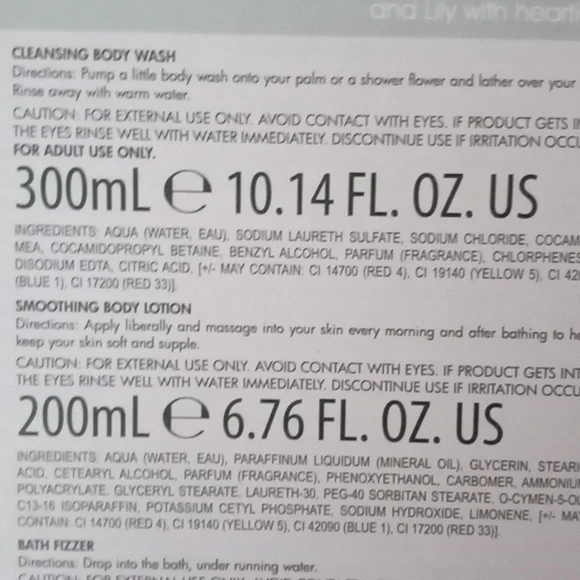 and Lily with heart
CLEANSING BODY WASH
Directions: Pump a little body wash onto your palm or a shower flower and lather over your
Rinse away with warm water.
CAUTION: FOR EXTERNAL USE ONLY. AVOID CONTACT WITH EYES. IF PRODUCT GETS IN
THE EYES RINSE WELL WITH WATER IMMEDIATELY. DISCONTINUE USE IF IRRITATION OCCU
FOR ADULT USE ONLY.
300mL ℮ 10.14 FL. OZ. US
INGREDIENTS: AQUA (WATER, EAU), SODIUM LAURETH SULFATE, SODIUM CHLORIDE, COCAM
MEA, COCAMIDOPROPYL BETAINE, BENZYL ALCOHOL, PARFUM (FRAGRANCE), CHLORPHENES
DISODIUM EDTA, CITRIC ACID, [+/- MAY CONTAIN: CI 14700 (RED 4), CI 19140 (YELLOW 5), CI 420
(BLUE 1), CI 17200 (RED 33)].
SMOOTHING BODY LOTION
Directions: Apply liberally and massage into your skin every morning and after bathing to he
keep your skin soft and supple.
CAUTION: FOR EXTERNAL USE ONLY. AVOID CONTACT WITH EYES. IF PRODUCT GETS INT
THE EYES RINSE WELL WITH WATER IMMEDIATELY. DISCONTINUE USE IF IRRITATION OCCU
200mL ℮ 6.76 FL. OZ. US
INGREDIENTS: AQUA (WATER, EAU), PARAFFINUM LIQUIDUM (MINERAL OIL), GLYCERIN, STEARI
ACID, CETEARYL ALCOHOL, PARFUM (FRAGRANCE), PHENOXYETHANOL, CARBOMER, AMMONIUM
POLYACRYLATE, GLYCERYL STEARATE, LAURETH-30, PEG-40 SORBITAN STEARATE, O-CYMEN-5-OL
C13-16 ISOPARAFFIN, POTASSIUM CETYL PHOSPHATE, SODIUM HYDROXIDE, LIMONENE, [+/- MA
CONTAIN: CI 14700 (RED 4), CI 19140 (YELLOW 5), CI 42090 (BLUE 1), CI 17200 (RED 33)].
BATH FIZZER
Directions: Drop into the bath, under running water.
CAUTION: FOR EXTERNAL USE ONLY. AVOID